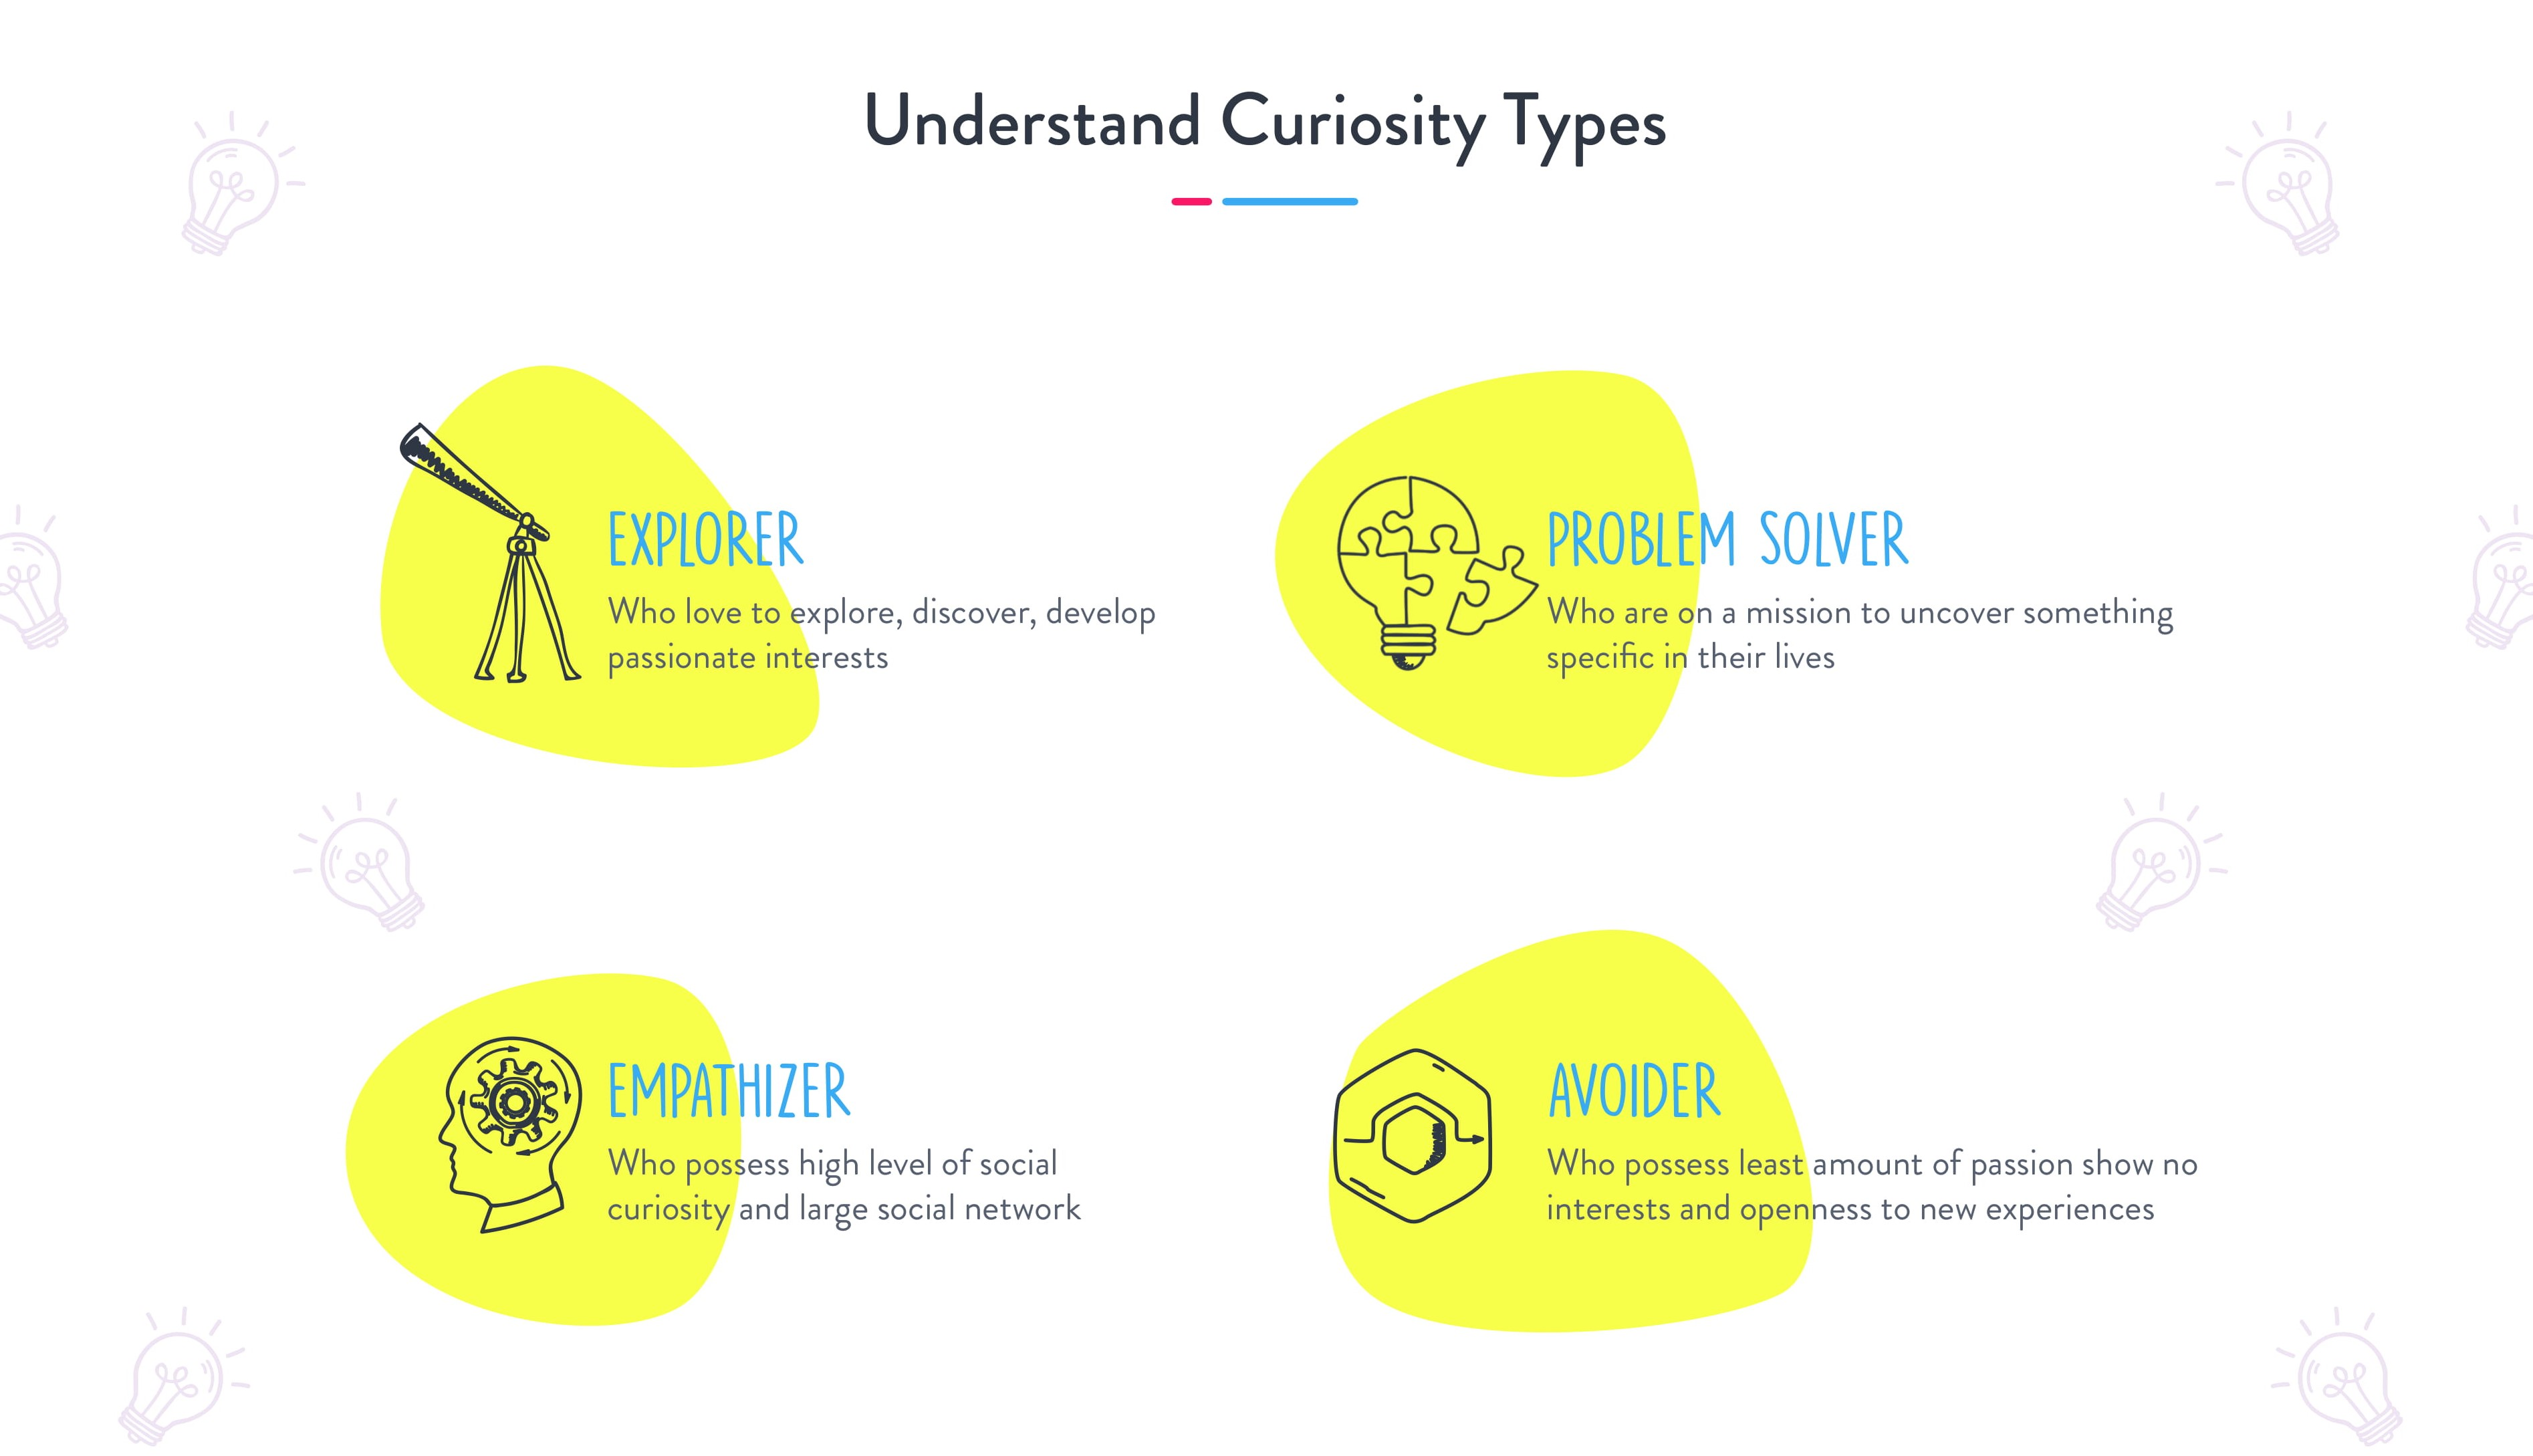 Understand Curiosity Types
EXPLORER
Who love to explore, discover, develop
passionate interests
PROBLEM SOLVER
Who are on a mission to uncover something
specific in their lives
EMPATHIZER
Who possess high level of social
curiosity and large social network
AVOIDER
Who possess least amount of passion show no
interests and openness to new experiences